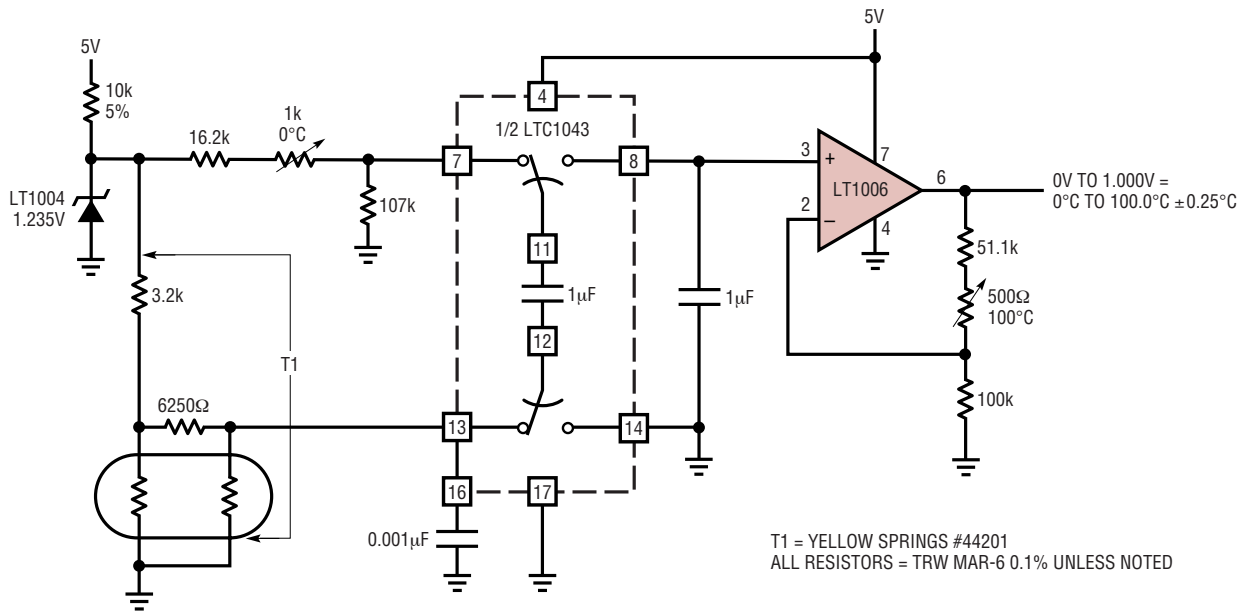 5V
10k
5%
LT1004
1.235V
16.2k
1k
0°C
107k
3.2k
T1
6250Ω
5V
4
1/2 LTC1043
7
8
11
1µF
12
13
14
16
17
0.001µF
1µF
3
+
2
–
LT1006
7
6
4
0V TO 1.000V =
0°C TO 100.0°C ±0.25°C
51.1k
500Ω
100°C
100k
T1 = YELLOW SPRINGS #44201
ALL RESISTORS = TRW MAR-6 0.1% UNLESS NOTED